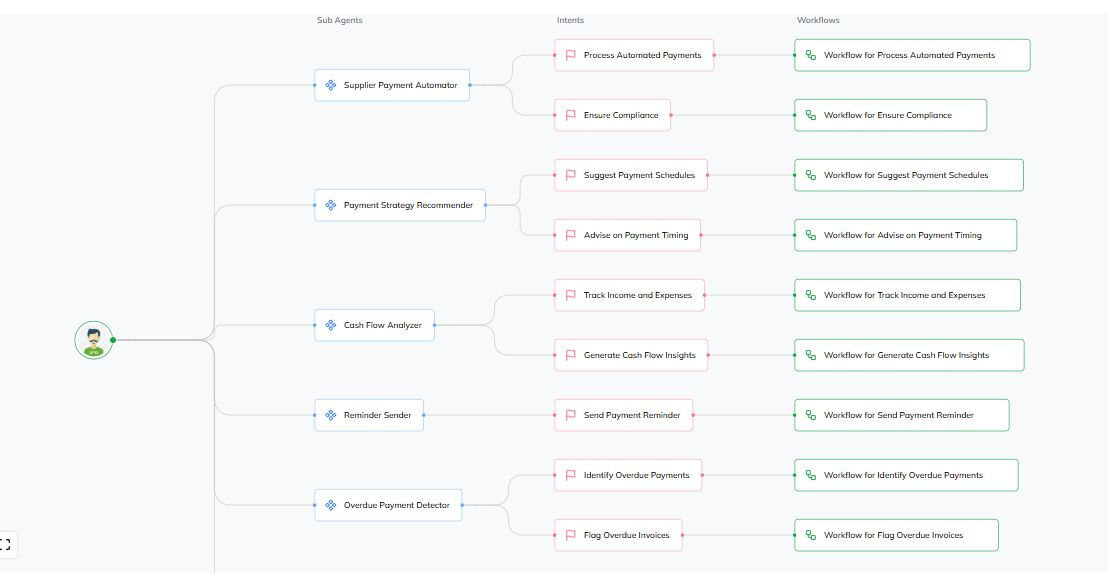 Sub Agents Intents Workflows
Process Automated Payments Workflow for Process Automated Payments
Supplier Payment Automator
Ensure Compliance Workflow for Ensure Compliance
Suggest Payment Schedules Workflow for Suggest Payment Schedules
Payment Strategy Recommender
Advise on Payment Timing Workflow for Advise on Payment Timing
Track Income and Expenses Workflow for Track Income and Expenses
Cash Flow Analyzer
Generate Cash Flow Insights Workflow for Generate Cash Flow Insights
Reminder Sender Send Payment Reminder Workflow for Send Payment Reminder
Identify Overdue Payments Workflow for Identify Overdue Payments
Overdue Payment Detector
Flag Overdue Invoices Workflow for Flag Overdue Invoices